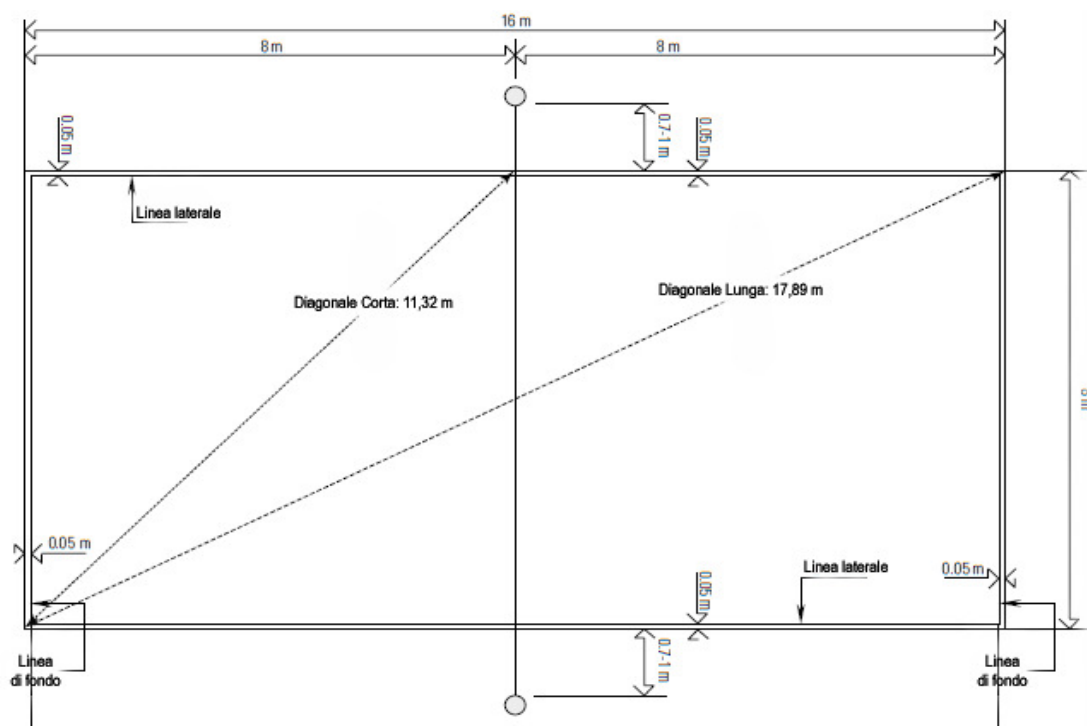 16 m
8 m
8 m
0.05 m
0.7-1 m
0.05 m
Linea laterale
Diagonale Corta: 11,32 m
Diagonale Lunga: 17,89 m
0.05 m
0.05 m
Linea laterale
0.05 m
Linea
di fondo
0.7-1 m
Linea
di fondo